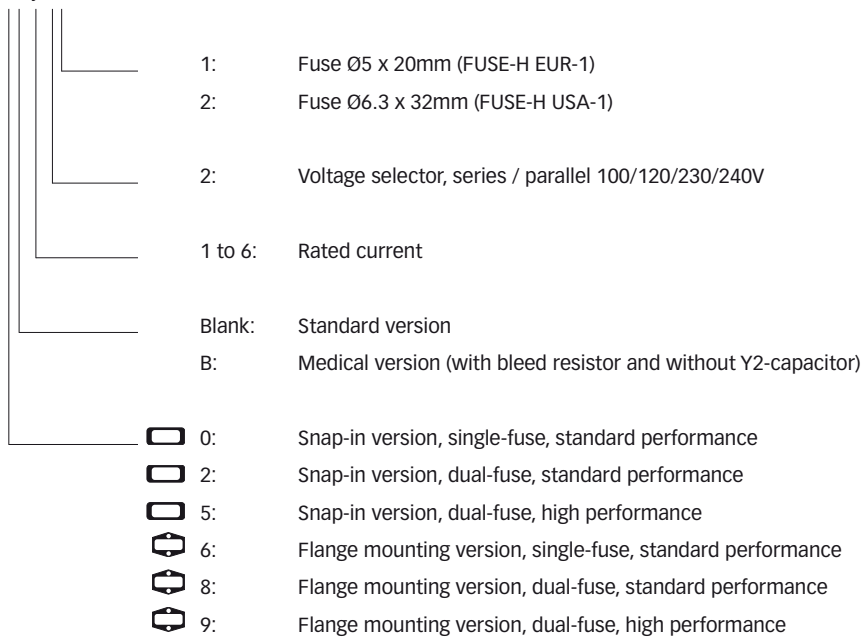 1: Fuse Ø5 x 20mm (FUSE-H EUR-1)
2: Fuse Ø6.3 x 32mm (FUSE-H USA-1)
2: Voltage selector, series / parallel 100/120/230/240V
1 to 6: Rated current
Blank: Standard version
B: Medical version (with bleed resistor and without Y2-capacitor)
0: Snap-in version, single-fuse, standard performance
2: Snap-in version, dual-fuse, standard performance
5: Snap-in version, dual-fuse, high performance
6: Flange mounting version, single-fuse, standard performance
8: Flange mounting version, dual-fuse, standard performance
9: Flange mounting version, dual-fuse, high performance